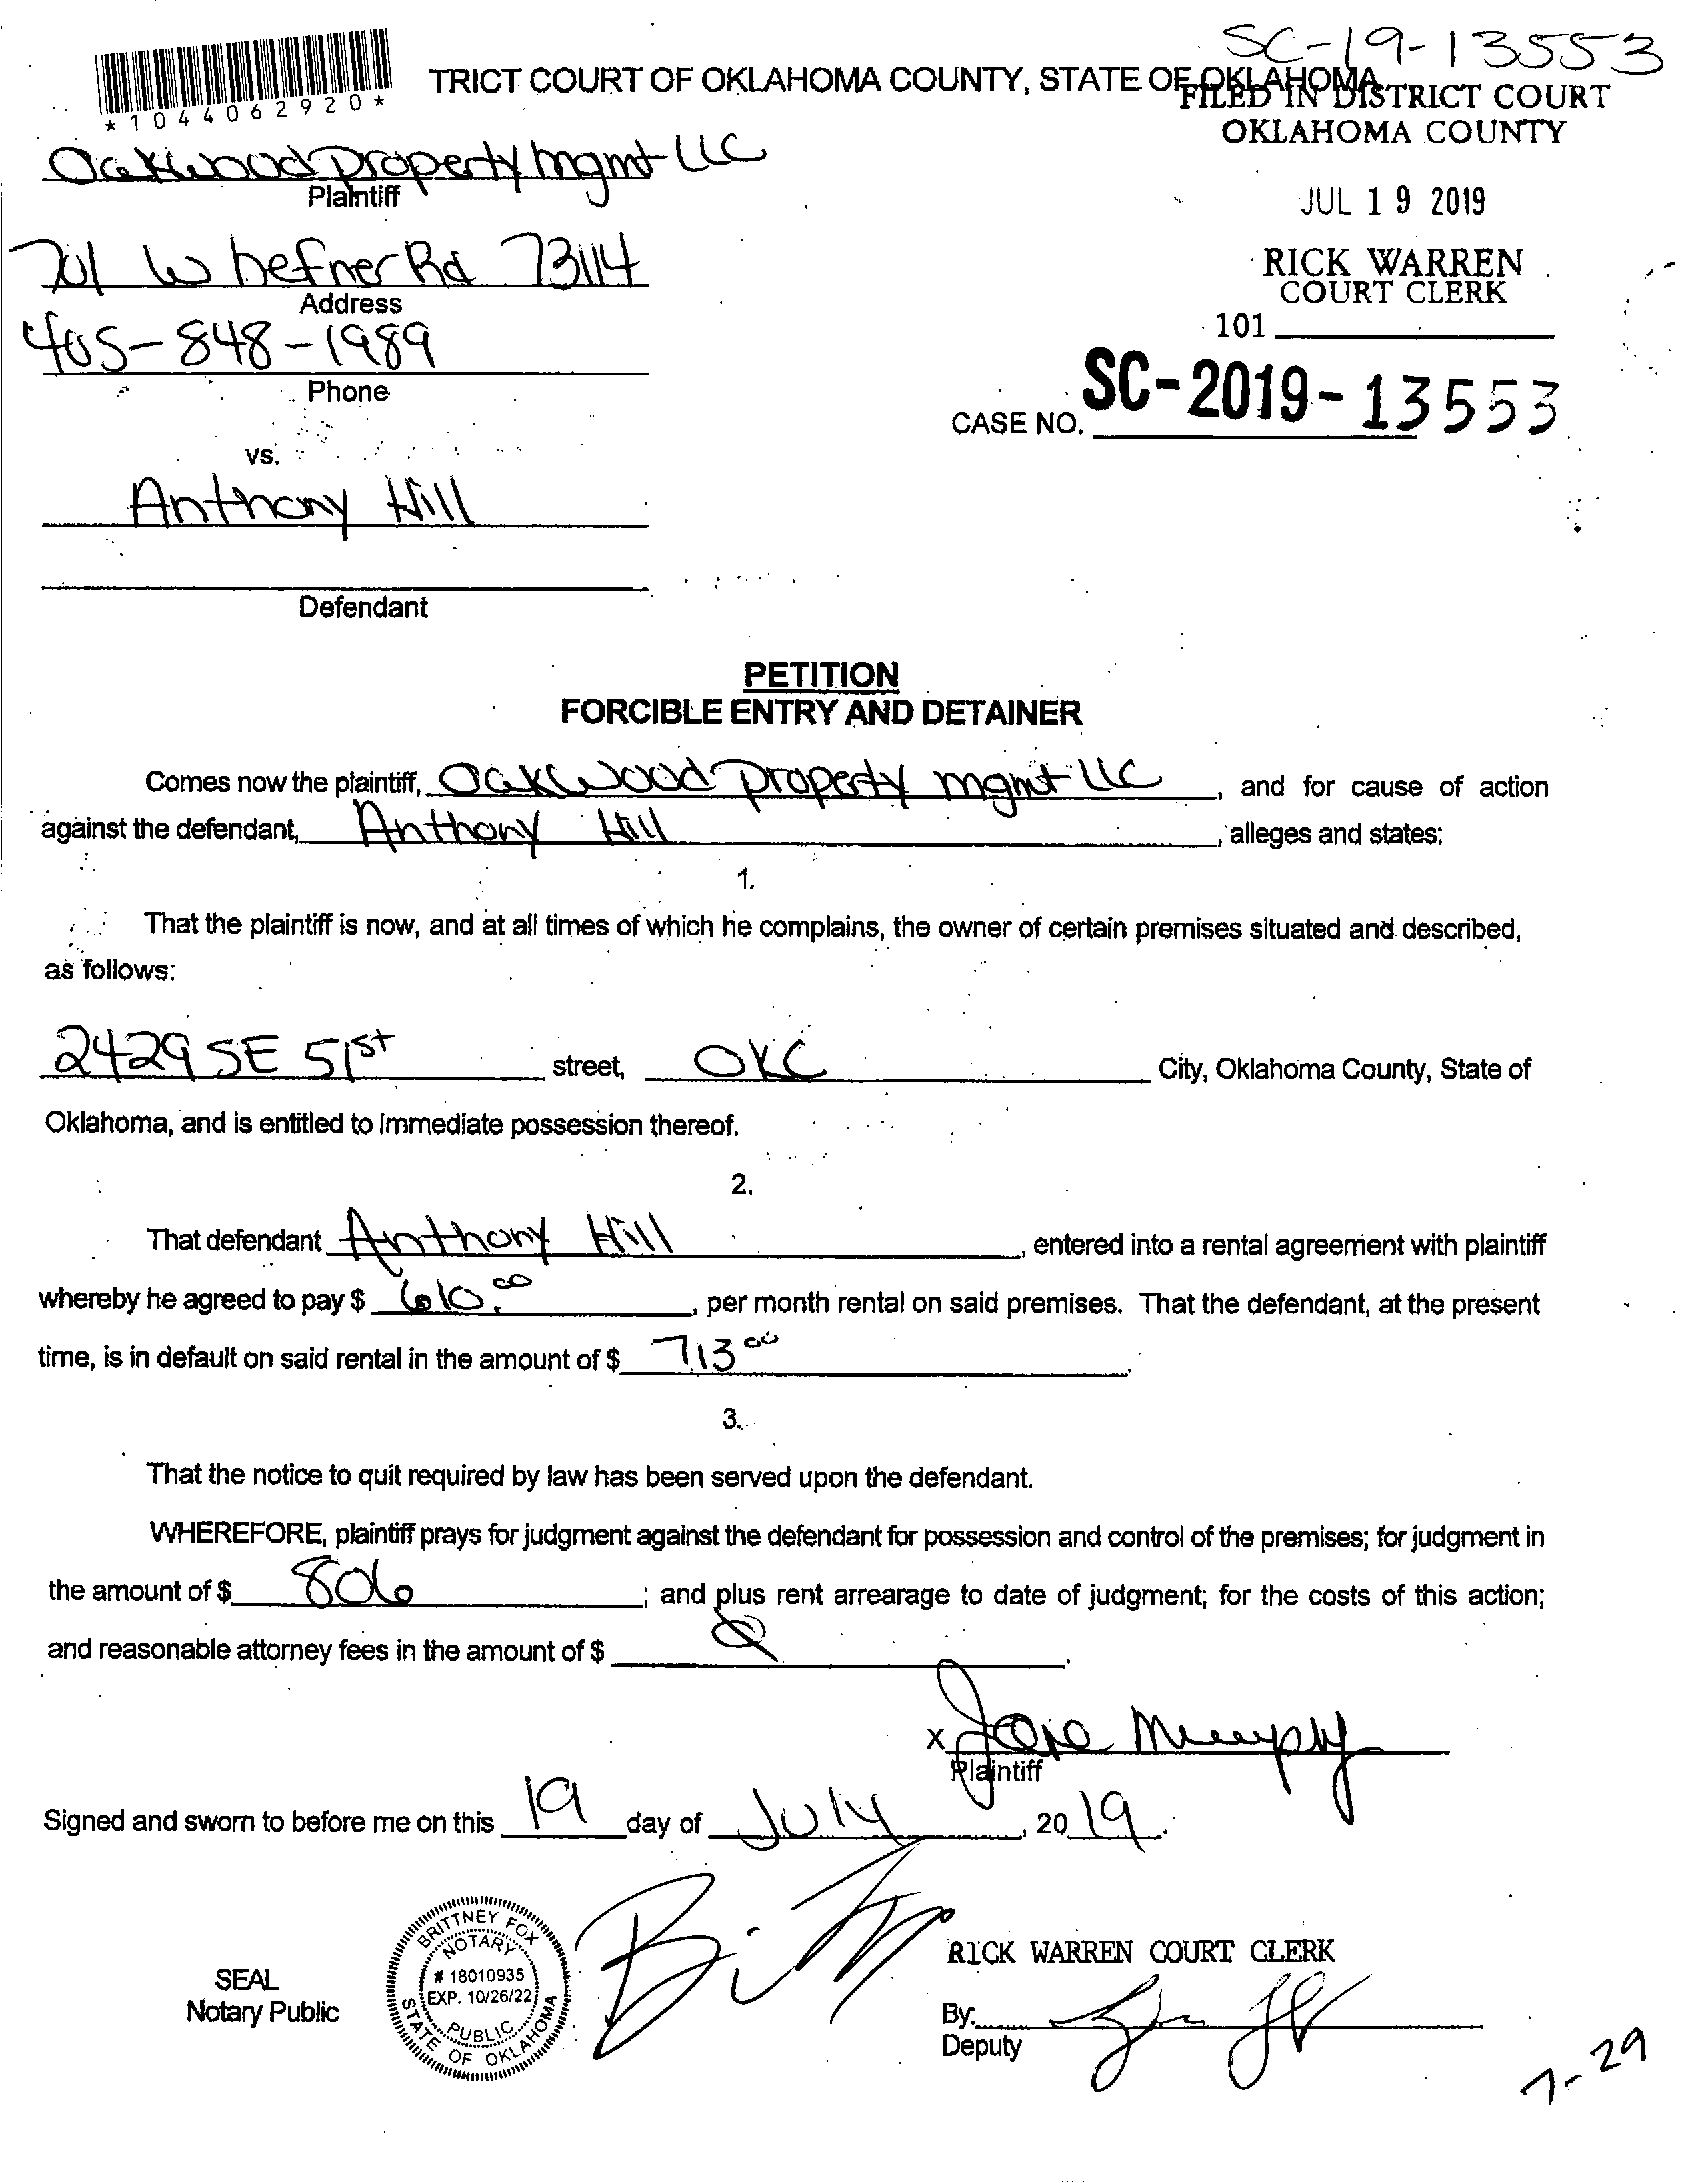 SC-19-13553
*1044062920*
TRICT COURT OF OKLAHOMA COUNTY, STATE OF OKLAHOMA
FILED IN DISTRICT COURT
OKLAHOMA COUNTY
Oakwood Property mgmt LLC
Plaintiff
JUL 19 2019
701 W hefner Rd 73114
Address
RICK WARREN
COURT CLERK
405-848-1989
Phone
101
CASE NO. SC-2019-13553
vs.
Anthony Hill
Defendant
PETITION
FORCIBLE ENTRY AND DETAINER
Comes now the plaintiff, Oakwood Property mgmt LLC, and for cause of action
against the defendant, Anthony Hill, alleges and states:
1.
That the plaintiff is now, and at all times of which he complains, the owner of certain premises situated and described,
as follows:
2429 SE 51st street, OKC City, Oklahoma County, State of
Oklahoma, and is entitled to immediate possession thereof.
2.
That defendant Anthony Hill, entered into a rental agreement with plaintiff
whereby he agreed to pay $ 610.00, per month rental on said premises. That the defendant, at the present
time, is in default on said rental in the amount of $ 713 00.
3.
That the notice to quit required by law has been served upon the defendant.
WHEREFORE, plaintiff prays for judgment against the defendant for possession and control of the premises; for judgment in
the amount of $ 806; and plus rent arrearage to date of judgment; for the costs of this action;
and reasonable attorney fees in the amount of $
x Jane Murphy
Plaintiff
Signed and sworn to before me on this 19 day of July, 2019.
SEAL
Notary Public
BRITTNEY FOX
NOTARY
# 18010935
EXP. 10/26/22
PUBLIC
STATE OF OKLAHOMA
RICK WARREN COURT CLERK
By:
Deputy
7-29